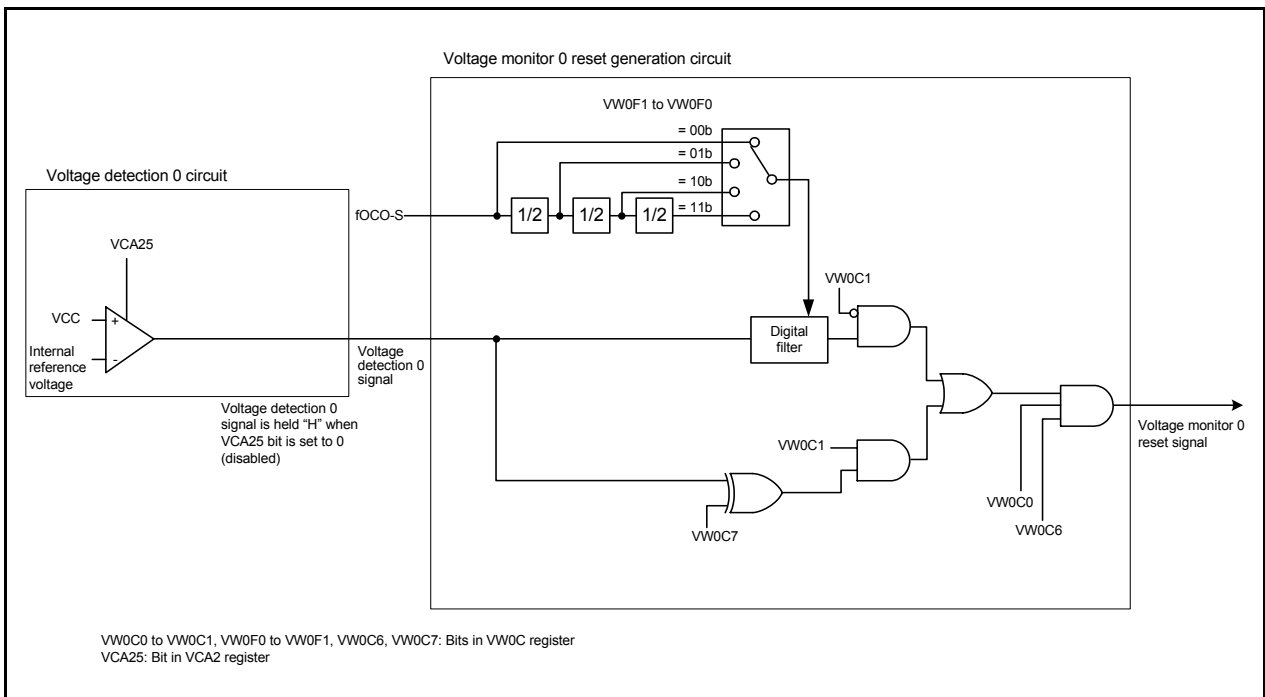 Voltage monitor 0 reset generation circuit
VW0F1 to VW0F0
= 00b
= 01b
= 10b
= 11b
Voltage detection 0 circuit
fOCO-S
1/2
1/2
1/2
VCA25
VCC
+
-
Internal
reference
voltage
Voltage
detection 0
signal
Digital
filter
VW0C1
Voltage detection 0
signal is held “H” when
VCA25 bit is set to 0
(disabled)
VW0C1
VW0C7
Voltage monitor 0
reset signal
VW0C0
VW0C6
VW0C0 to VW0C1, VW0F0 to VW0F1, VW0C6, VW0C7: Bits in VW0C register
VCA25: Bit in VCA2 register